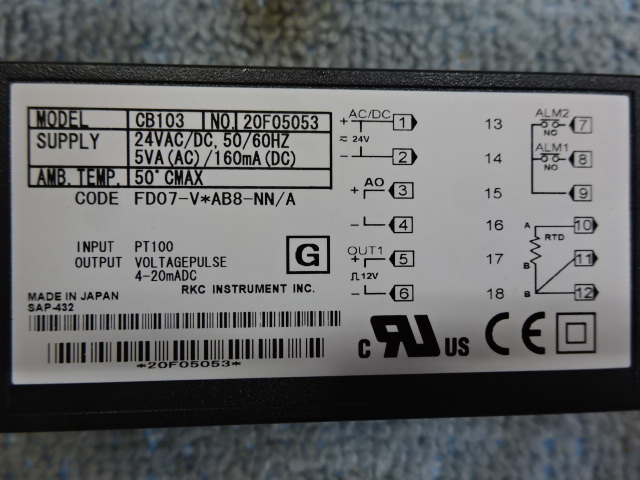 MODEL CB103 NO. 20F05053
SUPPLY 24VAC/DC, 50/60HZ
5VA(AC)/160mA(DC)
AMB. TEMP. 50°CMAX
CODE FD07-V*AB8-NN/A
INPUT PT100
OUTPUT VOLTAGEPULSE
4-20mADC
G
RKC INSTRUMENT INC.
MADE IN JAPAN
SAP-432
*20F05053*
+ AC/DC 1
≂ 24V
- 2
+ AO 3
- 4
OUT1
+ 5
12V
- 6
13 ALM2 7
NO
14 ALM1 8
NO
15 9
16 A 10
RTD
17 B 11
18 B 12
c RU US CE